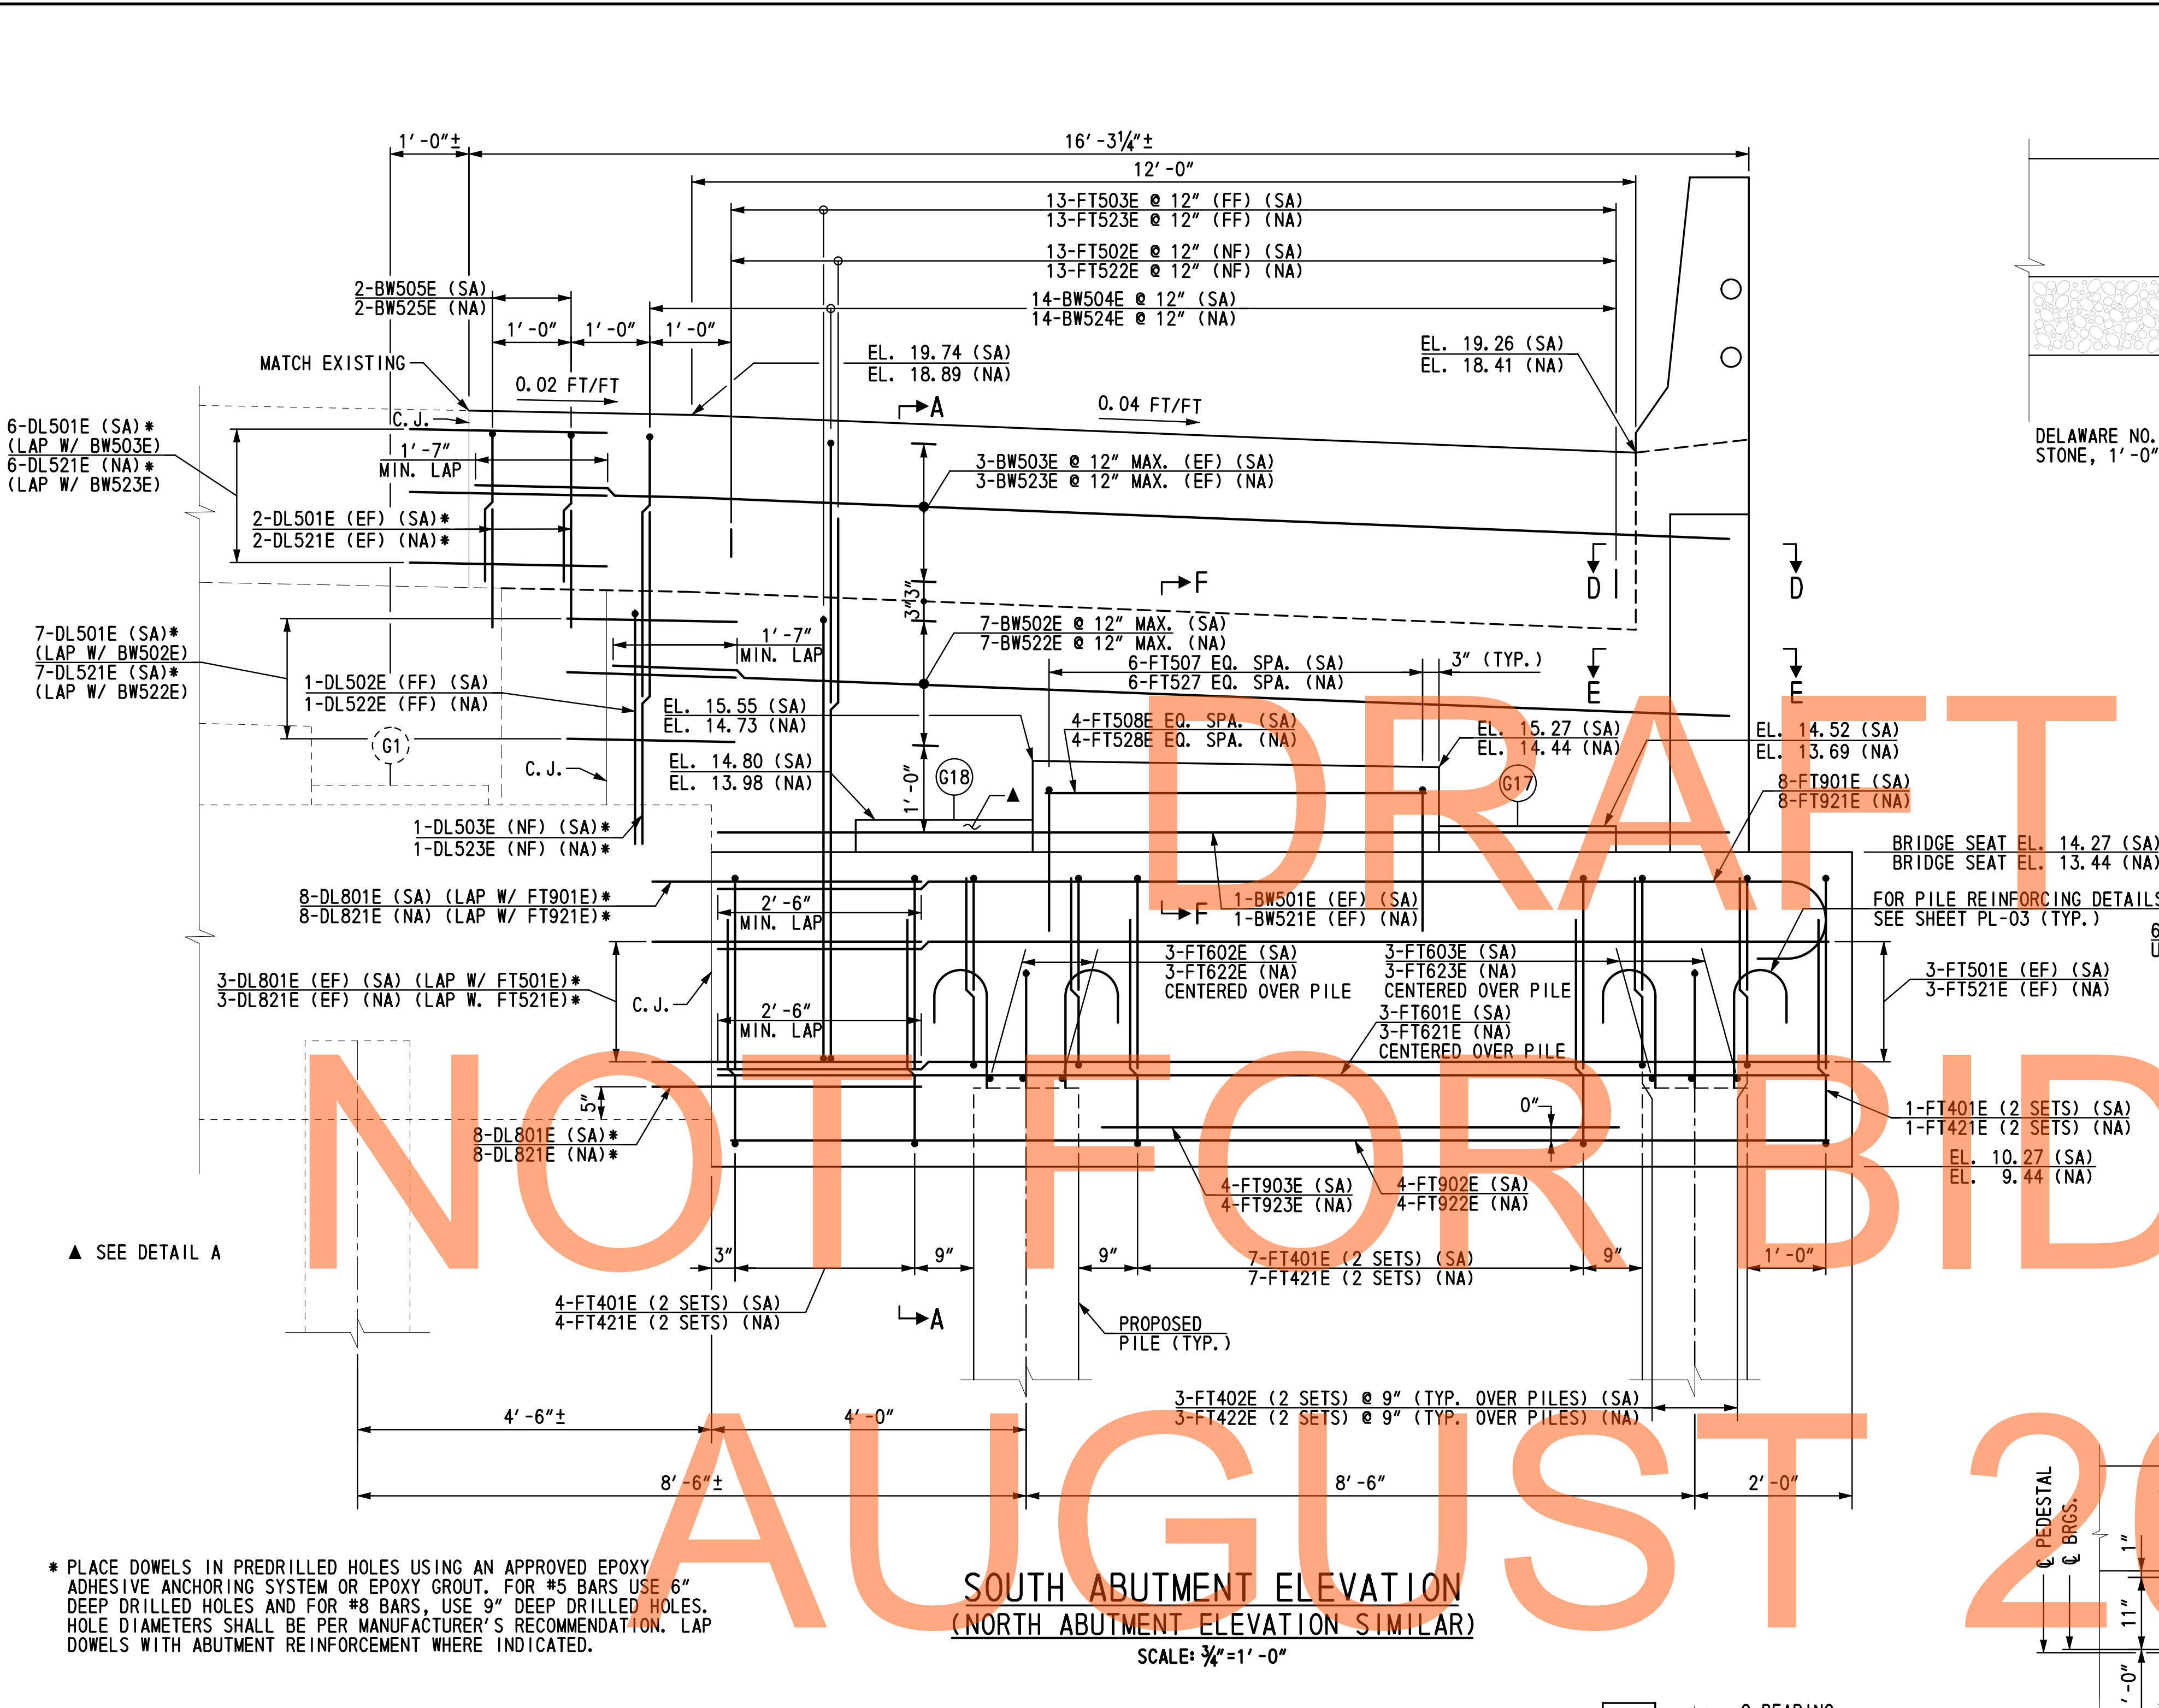 1'-0"±
16'-3¼"±
12'-0"
13-FT503E @ 12" (FF) (SA)
13-FT523E @ 12" (FF) (NA)
13-FT502E @ 12" (NF) (SA)
13-FT522E @ 12" (NF) (NA)
2-BW505E (SA)
2-BW525E (NA)
14-BW504E @ 12" (SA)
14-BW524E @ 12" (NA)
1'-0"
1'-0"
1'-0"
MATCH EXISTING
EL. 19.74 (SA)
EL. 18.89 (NA)
EL. 19.26 (SA)
EL. 18.41 (NA)
0.02 FT/FT
0.04 FT/FT
A
C.J.
6-DL501E (SA)*
(LAP W/ BW503E)
6-DL521E (NA)*
(LAP W/ BW523E)
1'-7"
MIN. LAP
DELAWARE NO.
STONE, 1'-0"
3-BW503E @ 12" MAX. (EF) (SA)
3-BW523E @ 12" MAX. (EF) (NA)
2-DL501E (EF) (SA)*
2-DL521E (EF) (NA)*
D
D
F
3"
3"
7-DL501E (SA)*
(LAP W/ BW502E)
7-DL521E (SA)*
(LAP W/ BW522E)
7-BW502E @ 12" MAX. (SA)
7-BW522E @ 12" MAX. (NA)
1'-7"
MIN. LAP
6-FT507 EQ. SPA. (SA)
6-FT527 EQ. SPA. (NA)
3" (TYP.)
E
E
1-DL502E (FF) (SA)
1-DL522E (FF) (NA)
EL. 15.55 (SA)
EL. 14.73 (NA)
4-FT508E EQ. SPA. (SA)
4-FT528E EQ. SPA. (NA)
EL. 15.27 (SA)
EL. 14.44 (NA)
EL. 14.52 (SA)
EL. 13.69 (NA)
G1
C.J.
EL. 14.80 (SA)
EL. 13.98 (NA)
1'-0"
G18
▲
G17
8-FT901E (SA)
8-FT921E (NA)
1-DL503E (NF) (SA)*
1-DL523E (NF) (NA)*
BRIDGE SEAT EL. 14.27 (SA)
BRIDGE SEAT EL. 13.44 (NA)
8-DL801E (SA) (LAP W/ FT901E)*
8-DL821E (NA) (LAP W/ FT921E)*
2'-6"
MIN. LAP
F
1-BW501E (EF) (SA)
1-BW521E (EF) (NA)
FOR PILE REINFORCING DETAILS
SEE SHEET PL-03 (TYP.)
6
3-DL801E (EF) (SA) (LAP W/ FT501E)*
3-DL821E (EF) (NA) (LAP W. FT521E)*
C.J.
2'-6"
MIN. LAP
3-FT602E (SA)
3-FT622E (NA)
CENTERED OVER PILE
3-FT603E (SA)
3-FT623E (NA)
CENTERED OVER PILE
3-FT501E (EF) (SA)
3-FT521E (EF) (NA)
3-FT601E (SA)
3-FT621E (NA)
CENTERED OVER PILE
5"
0"
8-DL801E (SA)*
8-DL821E (NA)*
1-FT401E (2 SETS) (SA)
1-FT421E (2 SETS) (NA)
EL. 10.27 (SA)
EL. 9.44 (NA)
4-FT903E (SA)
4-FT923E (NA)
4-FT902E (SA)
4-FT922E (NA)
▲ SEE DETAIL A
3"
9"
9"
7-FT401E (2 SETS) (SA)
7-FT421E (2 SETS) (NA)
9"
1'-0"
4-FT401E (2 SETS) (SA)
4-FT421E (2 SETS) (NA)
A
PROPOSED
PILE (TYP.)
3-FT402E (2 SETS) @ 9" (TYP. OVER PILES) (SA)
3-FT422E (2 SETS) @ 9" (TYP. OVER PILES) (NA)
4'-6"±
4'-0"
8'-6"±
8'-6"
2'-0"
℄ PEDESTAL
℄ BRGS.
1"
11"
* PLACE DOWELS IN PREDRILLED HOLES USING AN APPROVED EPOXY
ADHESIVE ANCHORING SYSTEM OR EPOXY GROUT. FOR #5 BARS USE 6"
DEEP DRILLED HOLES AND FOR #8 BARS, USE 9" DEEP DRILLED HOLES.
HOLE DIAMETERS SHALL BE PER MANUFACTURER'S RECOMMENDATION. LAP
DOWELS WITH ABUTMENT REINFORCEMENT WHERE INDICATED.
SOUTH ABUTMENT ELEVATION
(NORTH ABUTMENT ELEVATION SIMILAR)
SCALE: ¾"=1'-0"
DRAFT
NOT FOR BID
AUGUST 20